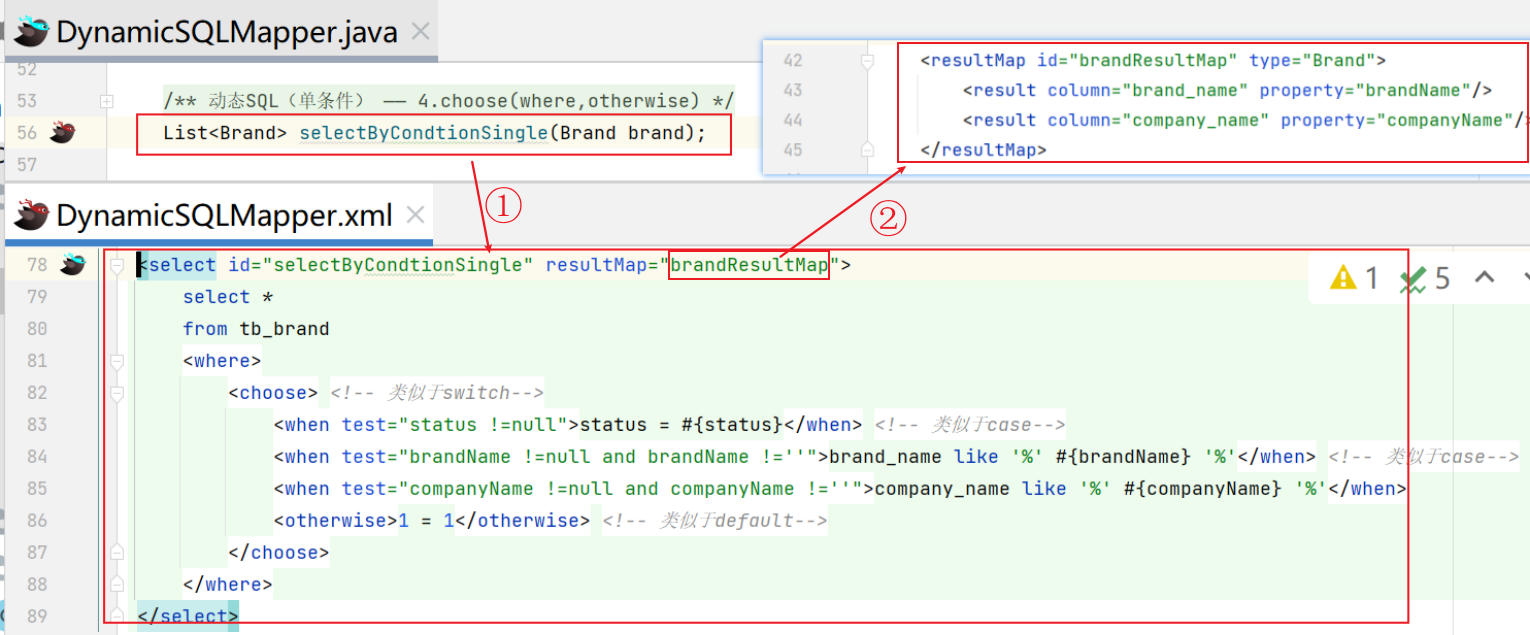 DynamicSQLMapper.java
52
53 /** 动态SQL（单条件） —— 4.choose(where,otherwise) */
56 List<Brand> selectByCondtionSingle(Brand brand);
57
42 <resultMap id="brandResultMap" type="Brand">
43 <result column="brand_name" property="brandName"/>
44 <result column="company_name" property="companyName"/>
45 </resultMap>
①
②
DynamicSQLMapper.xml
78 <select id="selectByCondtionSingle" resultMap="brandResultMap">
79 select *
80 from tb_brand
81 <where>
82 <choose> <!-- 类似于switch-->
83 <when test="status !=null">status = #{status}</when> <!-- 类似于case-->
84 <when test="brandName !=null and brandName !=''">brand_name like '%' #{brandName} '%'</when> <!-- 类似于case-->
85 <when test="companyName !=null and companyName !=''">company_name like '%' #{companyName} '%'</when>
86 <otherwise>1 = 1</otherwise> <!-- 类似于default-->
87 </choose>
88 </where>
89 </select>
1 5